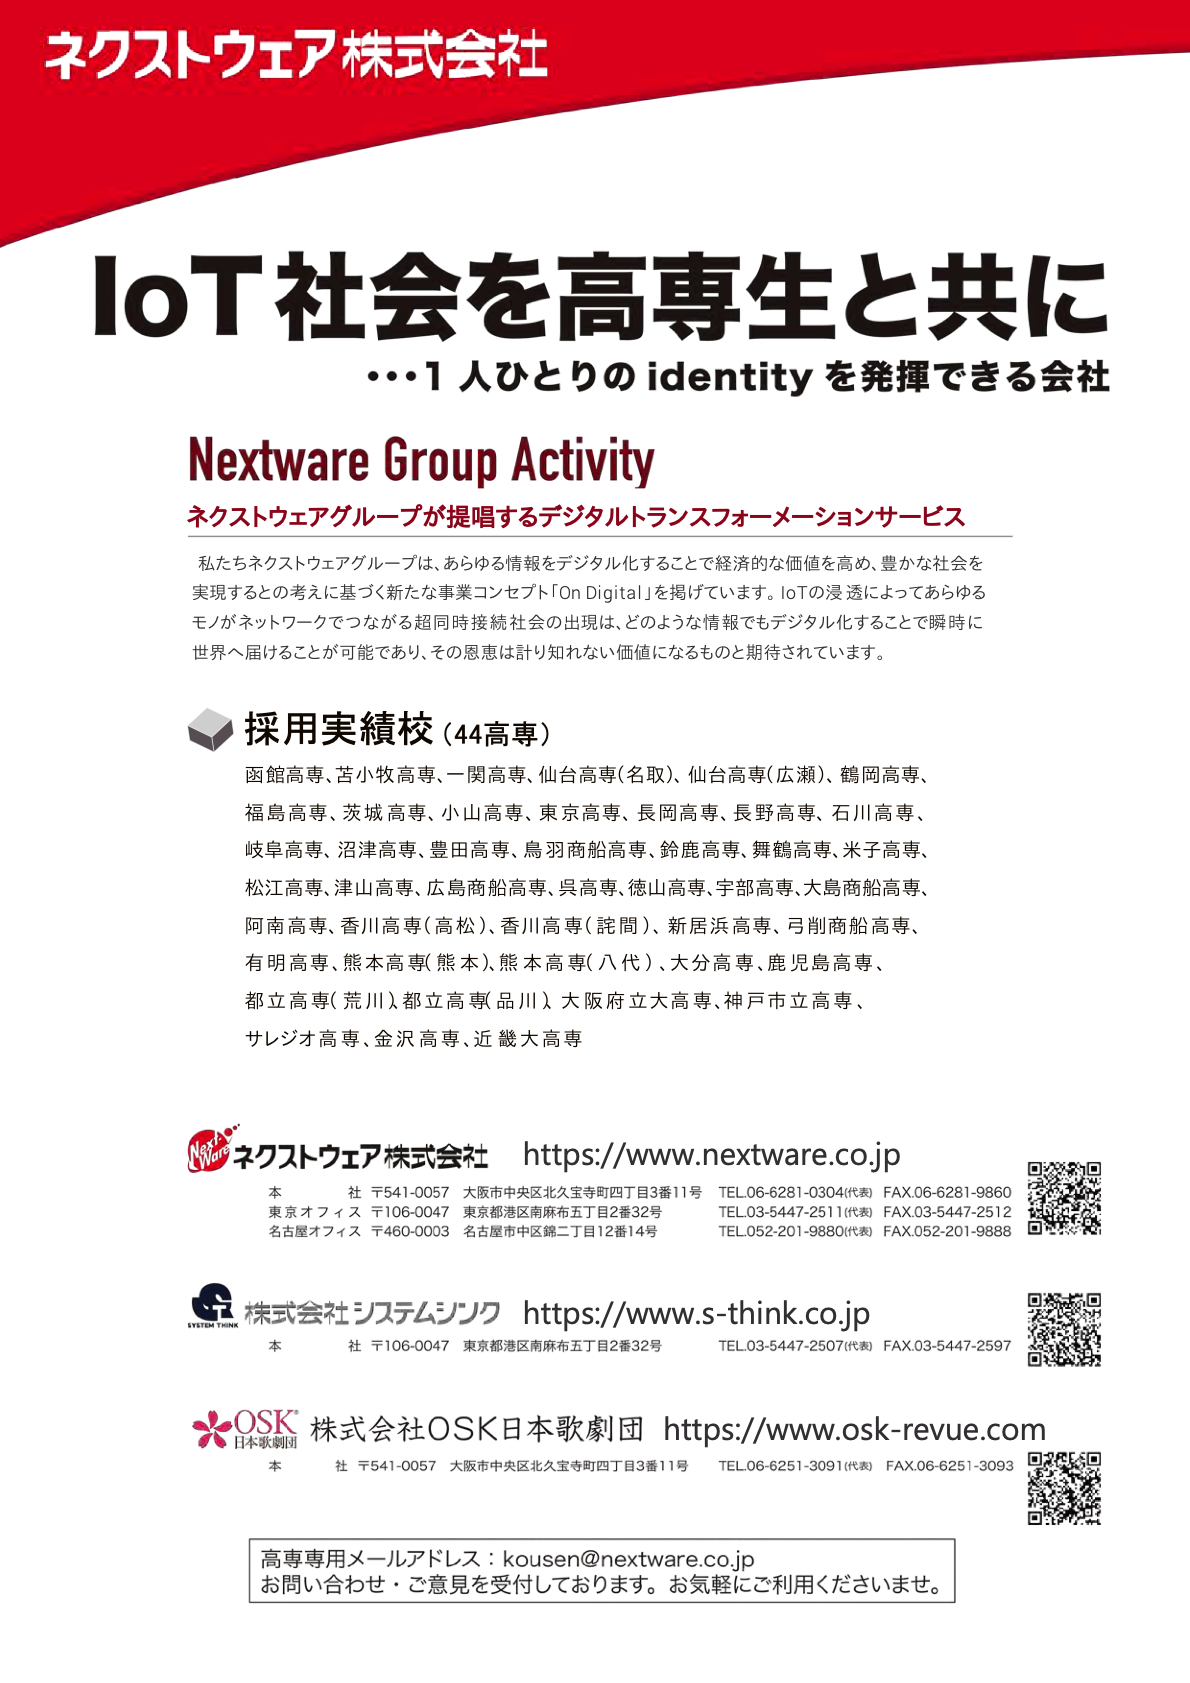 ネクストウェア株式会社
IoT社会を高専生と共に
･･･1 人ひとりの identity を発揮できる会社
Nextware Group Activity
ネクストウェアグループが提唱するデジタルトランスフォーメーションサービス
私たちネクストウェアグループは、あらゆる情報をデジタル化することで経済的な価値を高め、豊かな社会を
実現するとの考えに基づく新たな事業コンセプト「On Digital」を掲げています。IoTの浸透によってあらゆる
モノがネットワークでつながる超同時接続社会の出現は、どのような情報でもデジタル化することで瞬時に
世界へ届けることが可能であり、その恩恵は計り知れない価値になるものと期待されています。
採用実績校（44高専）
函館高専、苫小牧高専、一関高専、仙台高専（名取）、仙台高専（広瀬）、鶴岡高専、
福島高専、茨城高専、小山高専、東京高専、長岡高専、長野高専、石川高専、
岐阜高専、沼津高専、豊田高専、鳥羽商船高専、鈴鹿高専、舞鶴高専、米子高専、
松江高専、津山高専、広島商船高専、呉高専、徳山高専、宇部高専、大島商船高専、
阿南高専、香川高専（高松）、香川高専（詫間）、新居浜高専、弓削商船高専、
有明高専、熊本高専（熊本）、熊本高専（八代）、大分高専、鹿児島高専、
都立高専（荒川）、都立高専（品川）、大阪府立大高専、神戸市立高専、
サレジオ高専、金沢高専、近畿大高専
Next-Ware ネクストウェア株式会社 https://www.nextware.co.jp
本社 〒541-0057 大阪市中央区北久宝寺町四丁目3番11号 TEL.06-6281-0304(代表) FAX.06-6281-9860
東京オフィス 〒106-0047 東京都港区南麻布五丁目2番32号 TEL.03-5447-2511(代表) FAX.03-5447-2512
名古屋オフィス 〒460-0003 名古屋市中区錦二丁目12番14号 TEL.052-201-9880(代表) FAX.052-201-9888
SYSTEM THINK 株式会社システムシンク https://www.s-think.co.jp
本社 〒106-0047 東京都港区南麻布五丁目2番32号 TEL.03-5447-2507(代表) FAX.03-5447-2597
OSK® 日本歌劇団 株式会社OSK日本歌劇団 https://www.osk-revue.com
本社 〒541-0057 大阪市中央区北久宝寺町四丁目3番11号 TEL.06-6251-3091(代表) FAX.06-6251-3093
高専専用メールアドレス：kousen@nextware.co.jp
お問い合わせ・ご意見を受付しております。お気軽にご利用くださいませ。